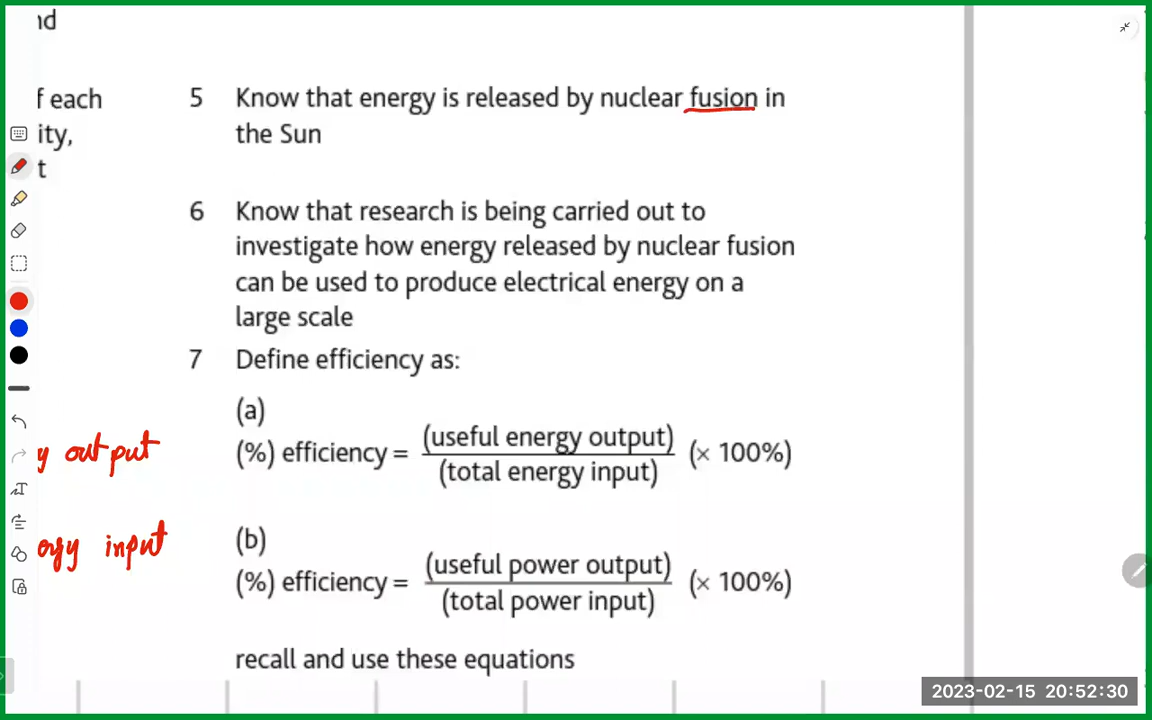 nd
f each
ity,
t
5 Know that energy is released by nuclear fusion in
the Sun
6 Know that research is being carried out to
investigate how energy released by nuclear fusion
can be used to produce electrical energy on a
large scale
7 Define efficiency as:
(a)
(%) efficiency = (useful energy output) / (total energy input) (× 100%)
y output
(b)
ergy input
(%) efficiency = (useful power output) / (total power input) (× 100%)
recall and use these equations
2023-02-15 20:52:30